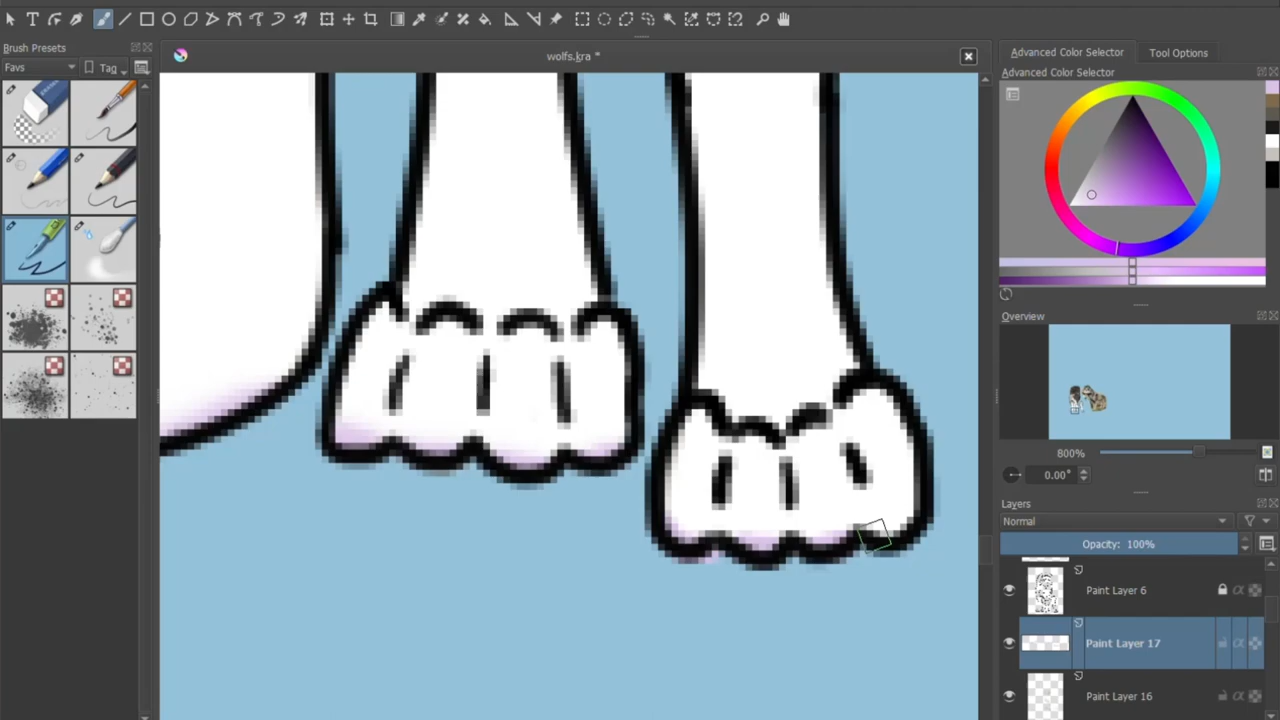 Brush Presets
Favs
Tag
wolfs.kra *
Advanced Color Selector
Tool Options
Advanced Color Selector
Overview
800%
0.00°
Layers
Normal
Opacity: 100%
Paint Layer 6
Paint Layer 17
Paint Layer 16